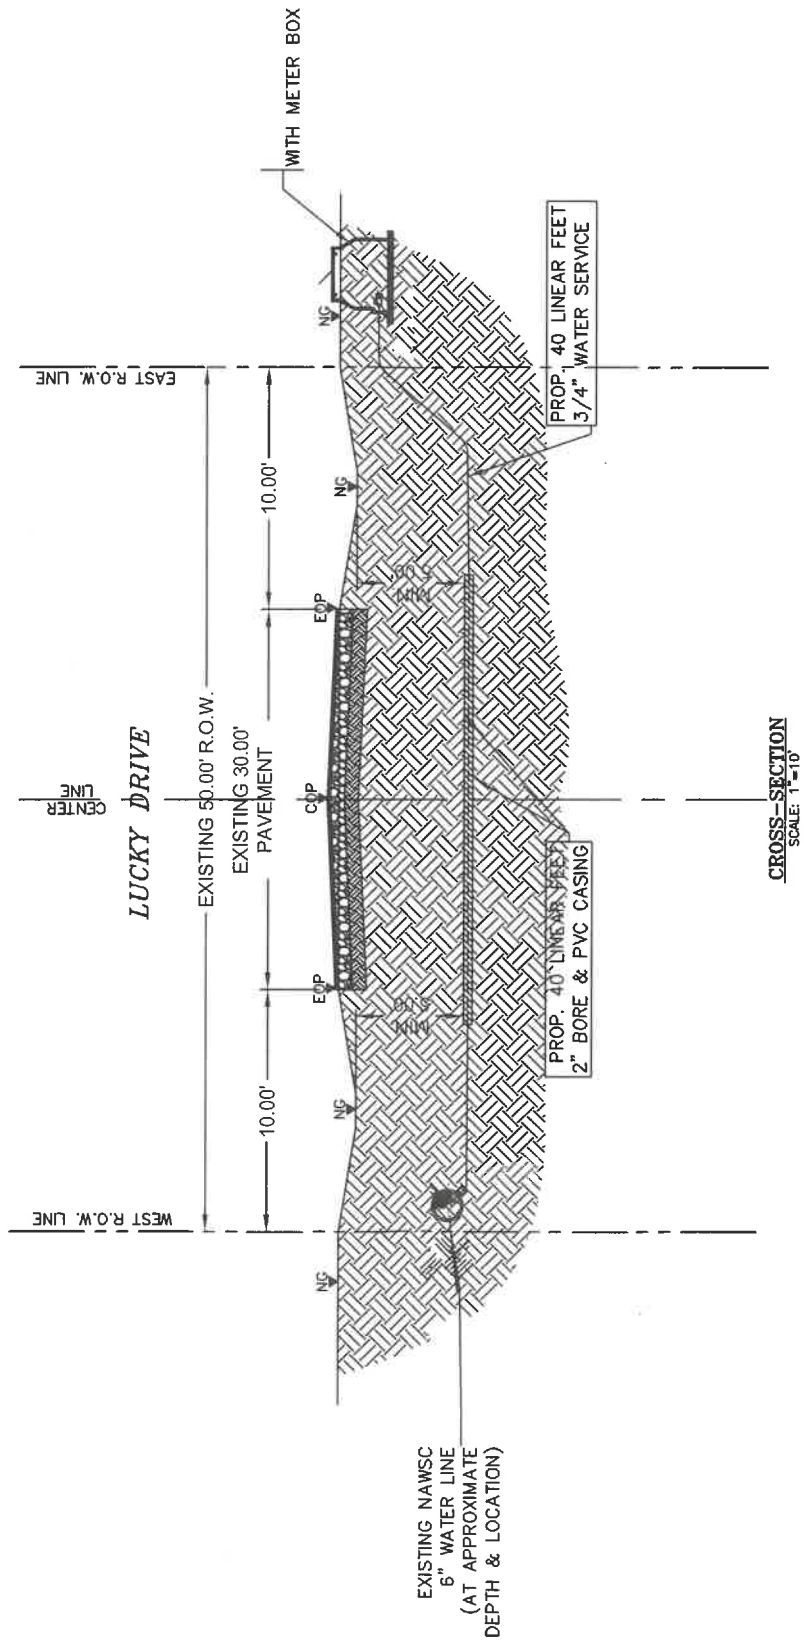 LUCKY DRIVE
CENTER
LINE
WEST R.O.W. LINE
EAST R.O.W. LINE
EXISTING 50.00' R.O.W.
EXISTING 30.00'
PAVEMENT
10.00'
10.00'
NG
NG
EOP
COP
EOP
NG
NG
WITH METER BOX
MIN
5.00'
MIN
5.00'
EXISTING NAWSC
6" WATER LINE
(AT APPROXIMATE
DEPTH & LOCATION)
PROP. 40 LINEAR FEET
2" BORE & PVC CASING
PROP. 40 LINEAR FEET
3/4" WATER SERVICE
CROSS-SECTION
SCALE: 1"=10'